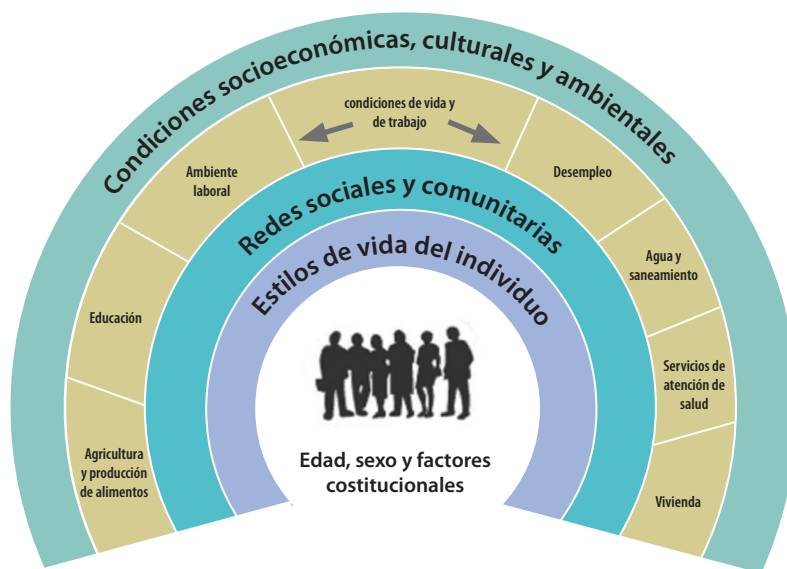 Condiciones socioeconómicas, culturales y ambientales
condiciones de vida y
de trabajo
Ambiente
laboral
Desempleo
Redes sociales y comunitarias
Agua y
saneamiento
Estilos de vida del individuo
Educación
Servicios de
atención de
salud
Agricultura
y producción
de alimentos
Edad, sexo y factores
costitucionales
Vivienda